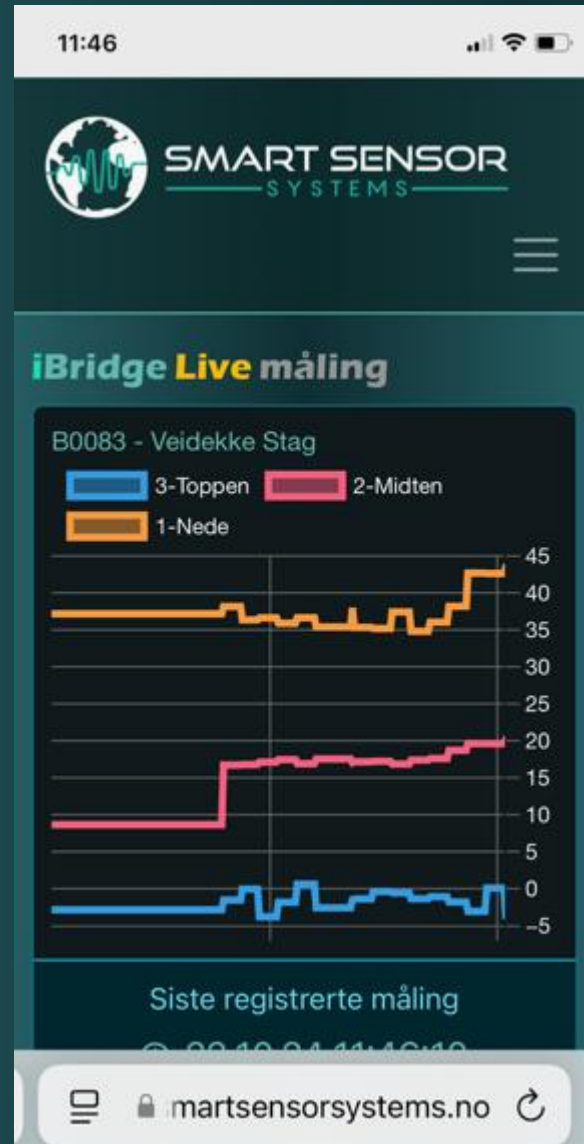 11:46
SMART SENSOR
SYSTEMS
iBridge Live måling
B0083 - Veidekke Stag
3-Toppen 2-Midten
1-Nede
45
40
35
30
25
20
15
10
5
0
-5
Siste registrerte måling
martsensorsystems.no